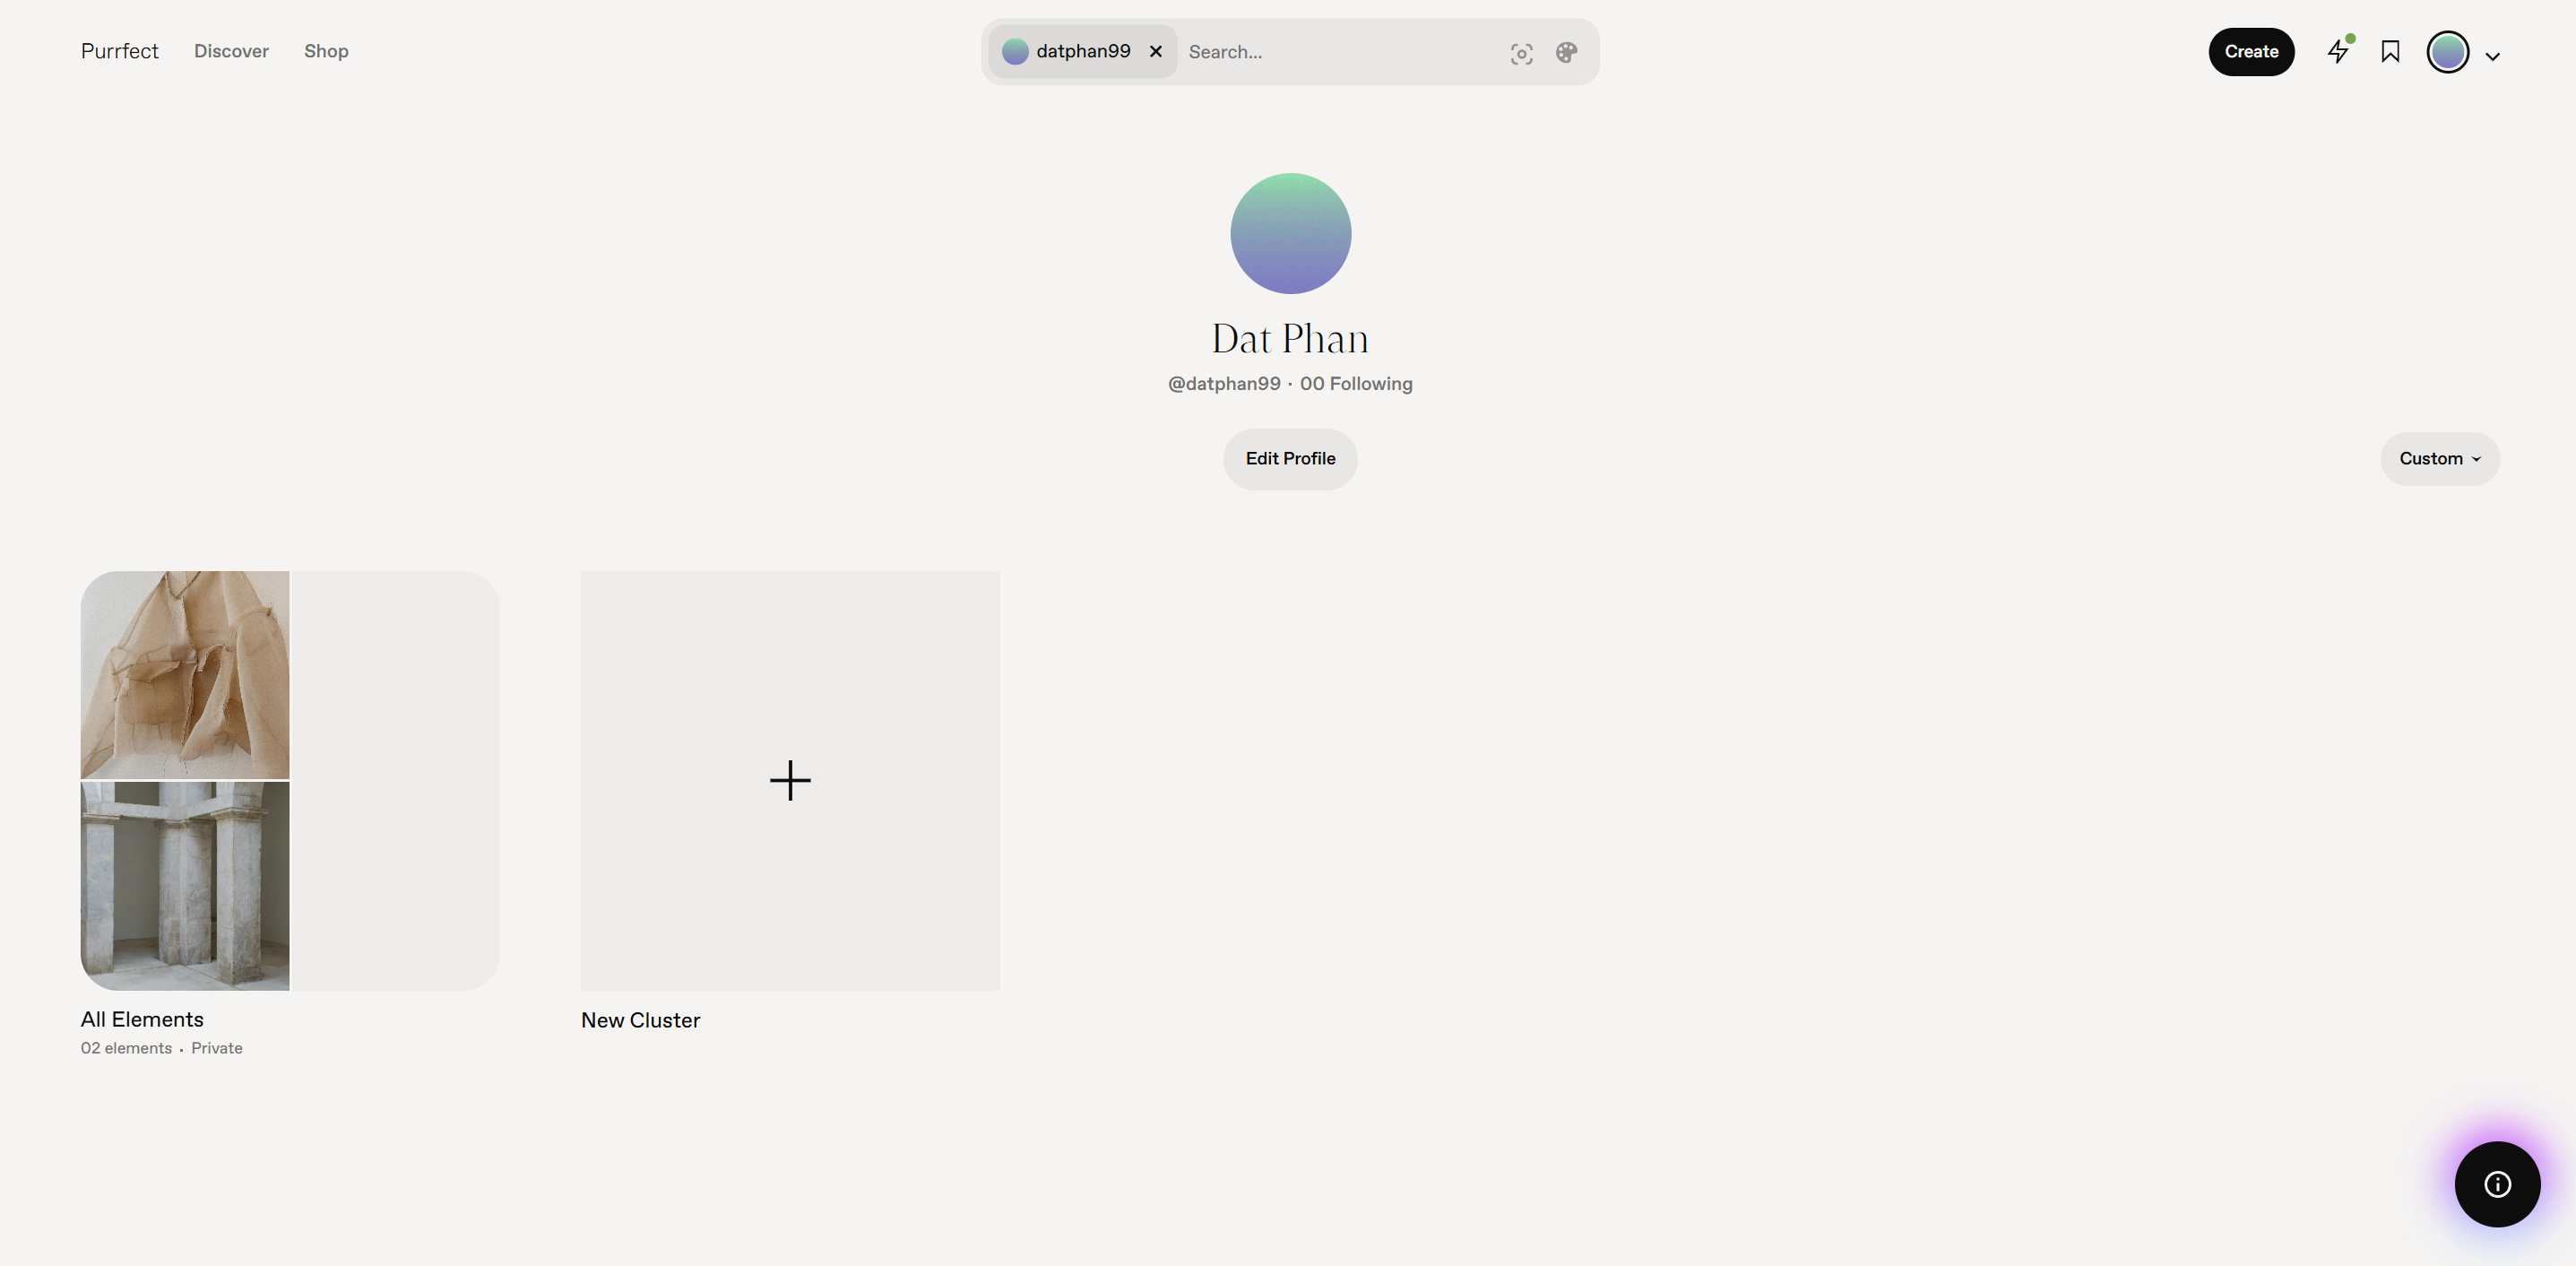 Purrfect Discover Shop datphan99 Search... Create
Dat Phan
@datphan99 · 00 Following
Edit Profile Custom
All Elements New Cluster
02 elements · Private